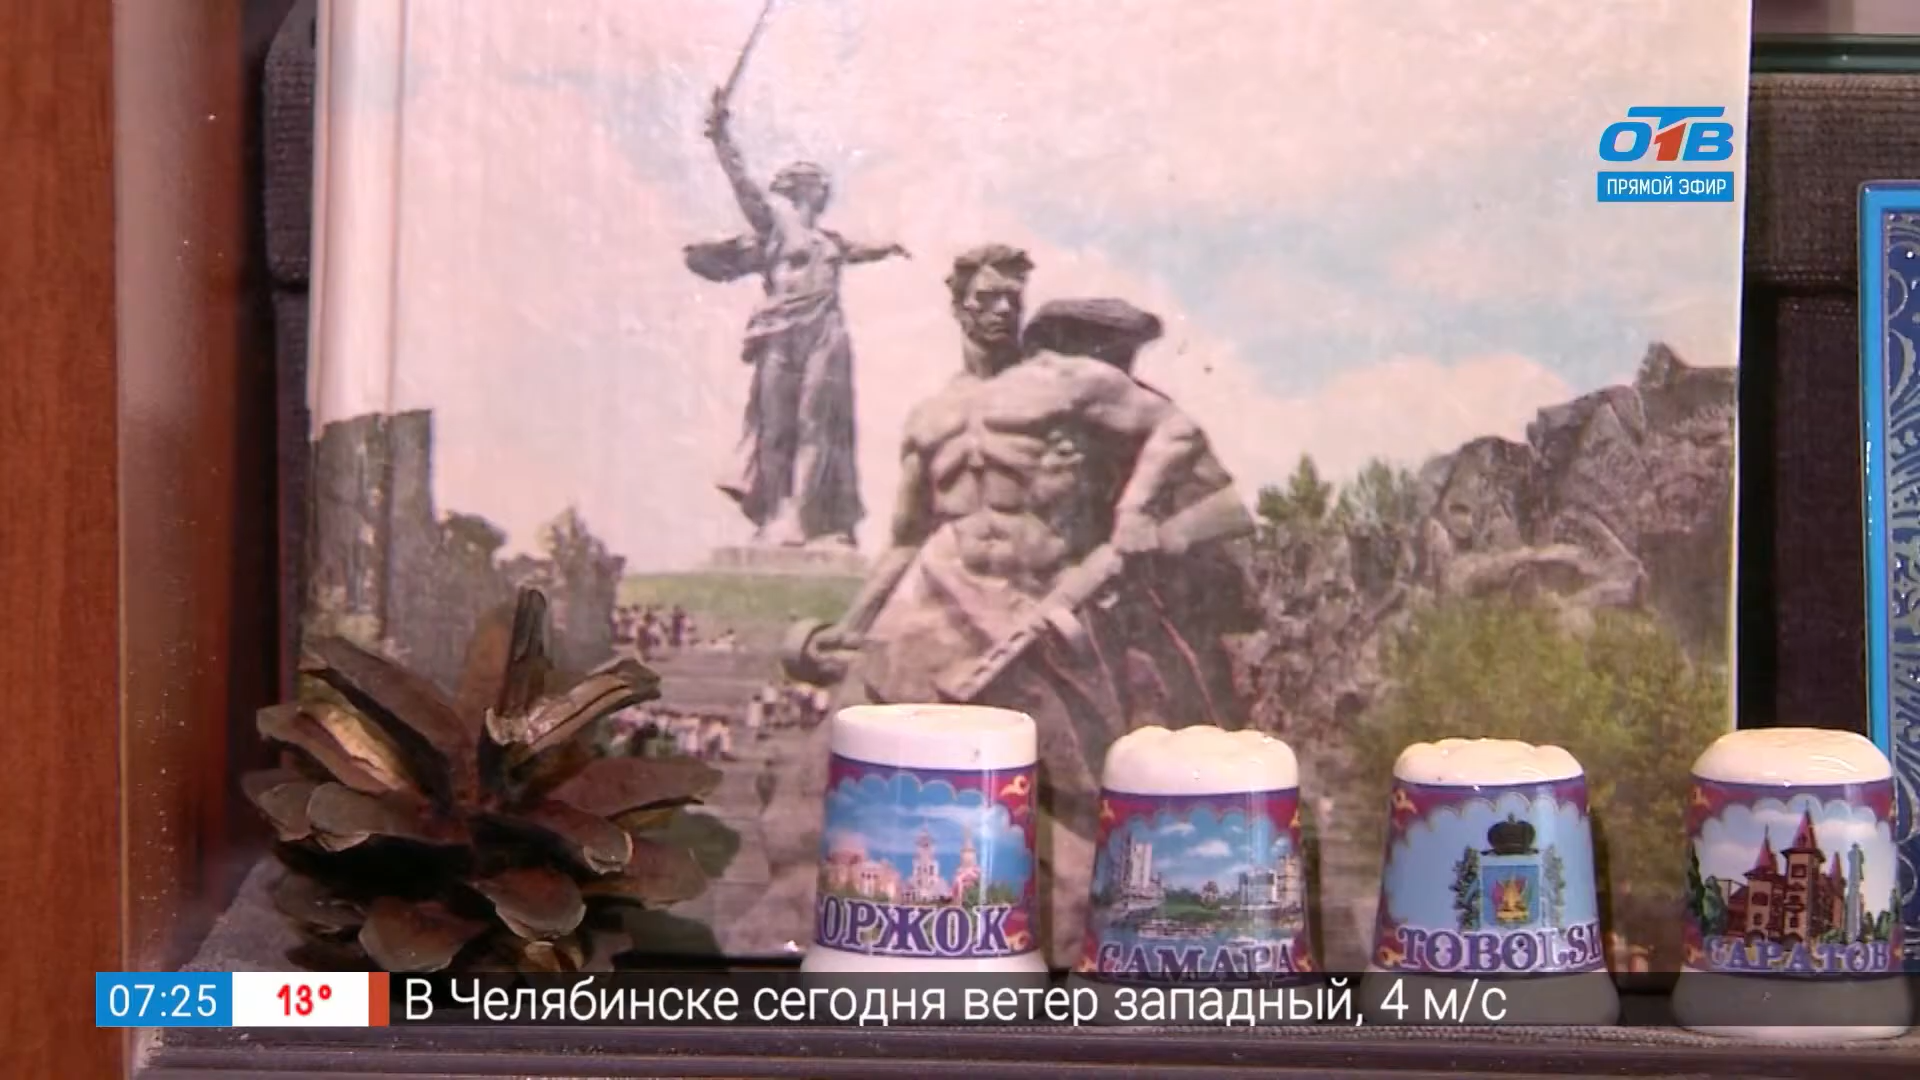 ОТВ
ПРЯМОЙ ЭФИР
ОРЖОК
САМАРА
TOBOLSK
САРАТОВ
07:25 13° В Челябинске сегодня ветер западный, 4 м/с